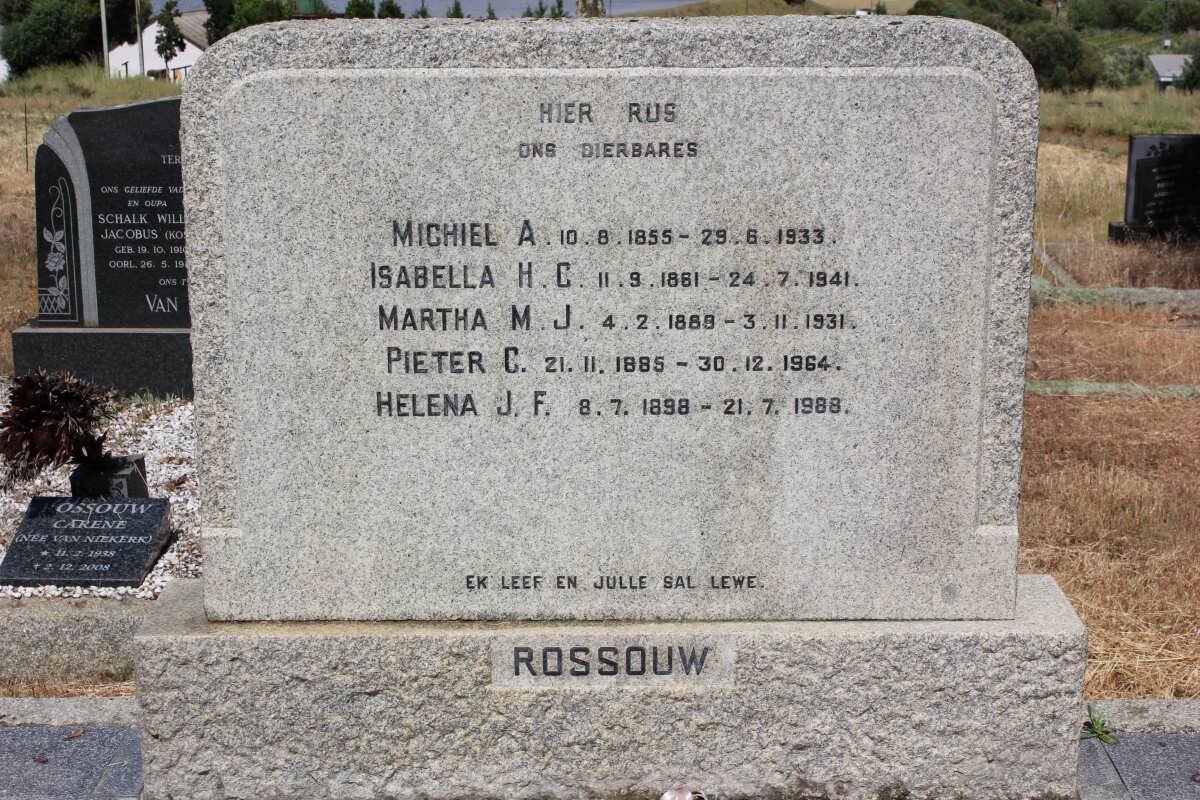 HIER RUS
ONS DIERBARES
MICHIEL A. 10.8.1855 - 29.6.1933.
ISABELLA H.C. 11.9.1861 - 24.7.1941.
MARTHA M.J. 4.2.1889 - 3.11.1931.
PIETER C. 21.11.1885 - 30.12.1964.
HELENA J.F. 8.7.1898 - 21.7.1988.
EK LEEF EN JULLE SAL LEWE.
ROSSOUW
ONS GELIEFDE
EN OUPA
SCHALK
JACOBUS
GEB. 19.10.
OORL. 26.5.
ONS
VAN
OSSOUW
CARENE
(NEE VAN NIEKERK)
* 11.2.1938
+ 2.12.2008